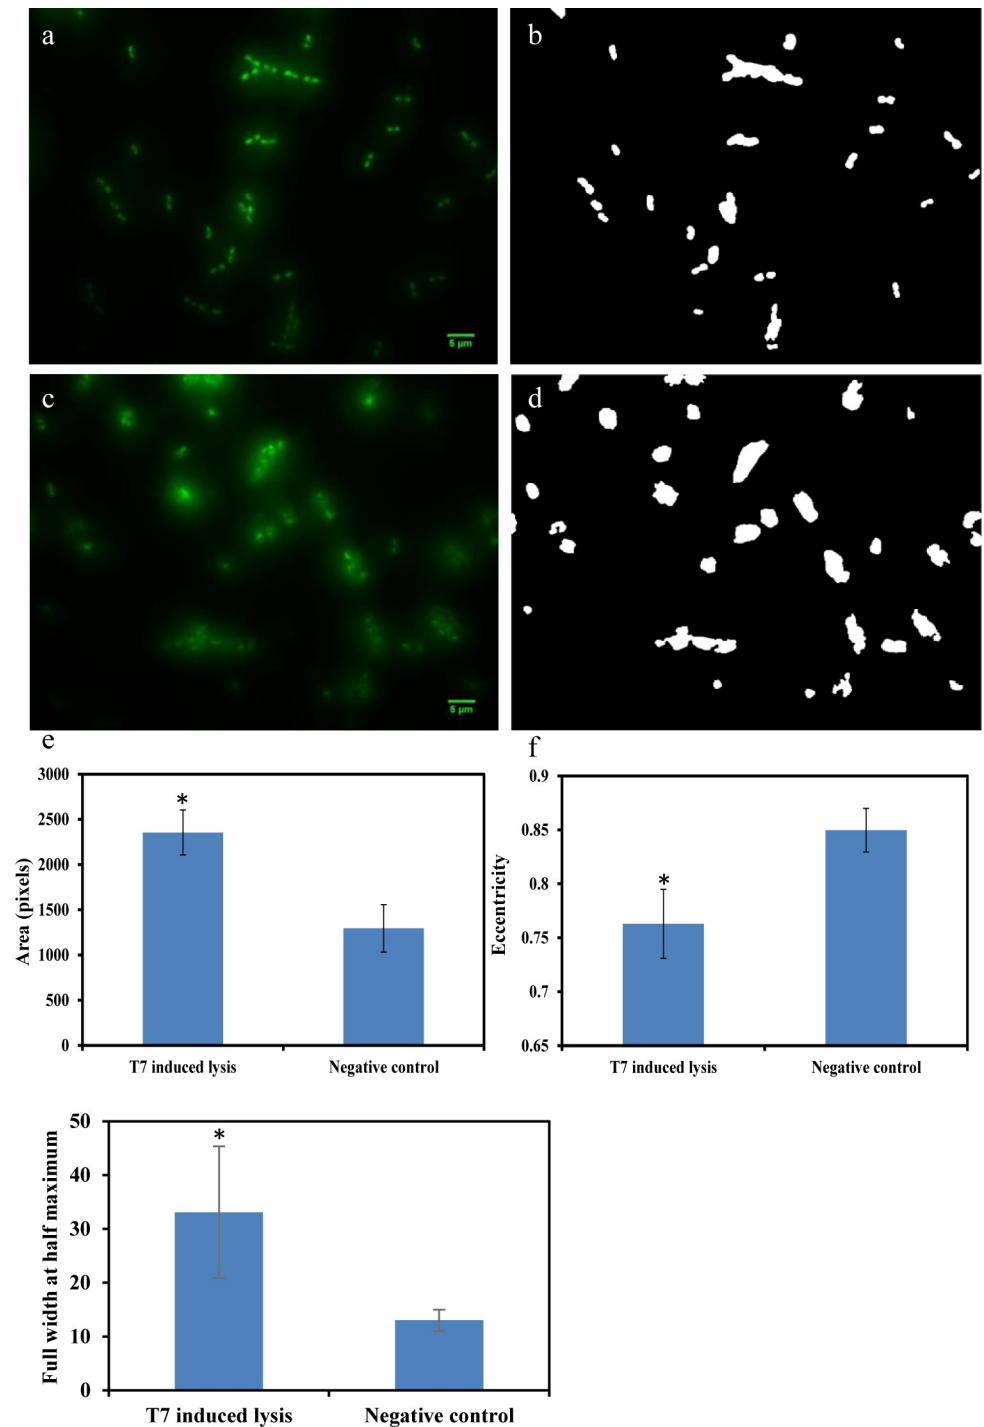 a
b
5 μm
c
d
5 μm
e
f
3000
2500
2000
1500
1000
500
0
Area (pixels)
*
T7 induced lysis
Negative control
0.9
0.85
0.8
0.75
0.7
0.65
Eccentricity
*
T7 induced lysis
Negative control
50
40
30
20
10
0
Full width at half maximum
*
T7 induced lysis
Negative control